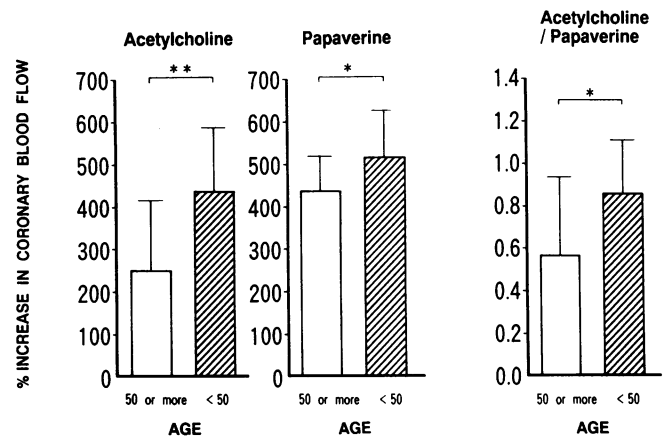 Acetylcholine
Papaverine
Acetylcholine
/ Papaverine
% INCREASE IN CORONARY BLOOD FLOW
700
600
500
400
300
200
100
0
**
50 or more
< 50
AGE
700
600
500
400
300
200
100
0
*
50 or more
< 50
AGE
1.4
1.2
1.0
0.8
0.6
0.4
0.2
0.0
*
50 or more
< 50
AGE